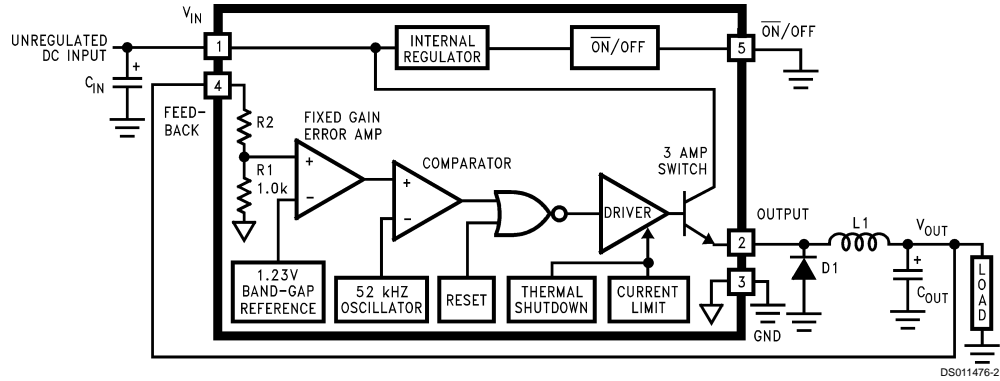 VIN
UNREGULATED
DC INPUT
+
CIN
1
INTERNAL
REGULATOR
ON/OFF
5
ON/OFF
4
FEED-
BACK
R2
R1
1.0k
FIXED GAIN
ERROR AMP
+
−
COMPARATOR
+
−
DRIVER
3 AMP
SWITCH
OUTPUT
2
L1
VOUT
D1
+
COUT
LOAD
3
GND
1.23V
BAND-GAP
REFERENCE
52 kHZ
OSCILLATOR
RESET
THERMAL
SHUTDOWN
CURRENT
LIMIT
DS011476-2